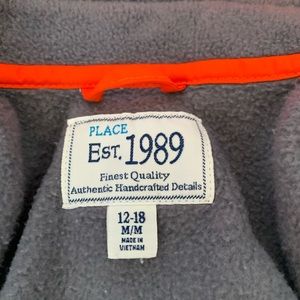 PLACE
EST. 1989
Finest Quality
Authentic Handcrafted Details
12-18
M/M
MADE IN
VIETNAM